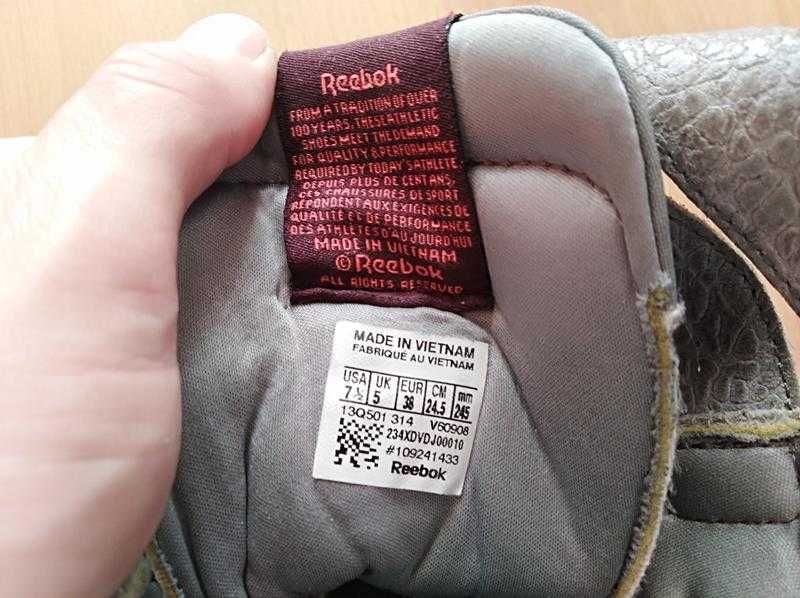 Reebok
FROM A TRADITION OF OVER
100 YEARS, THESE ATHLETIC
SHOES MEET THE DEMAND
FOR QUALITY & PERFORMANCE
REQUIRED BY TODAY'S ATHLETE.
DEPUIS PLUS DE CENT ANS,
CES CHAUSSURES DE SPORT
RÉPONDENT AUX EXIGENCES DE
QUALITÉ ET DE PERFORMANCE
DES ATHLÈTES D'AUJOURD'HUI
MADE IN VIETNAM
©Reebok
ALL RIGHTS RESERVED
MADE IN VIETNAM
FABRIQUÉ AU VIETNAM
USA UK EUR CM mm
7 ½ 5 38 24.5 245
13Q501 314 V60908
234XDVDJ00010
#109241433
Reebok